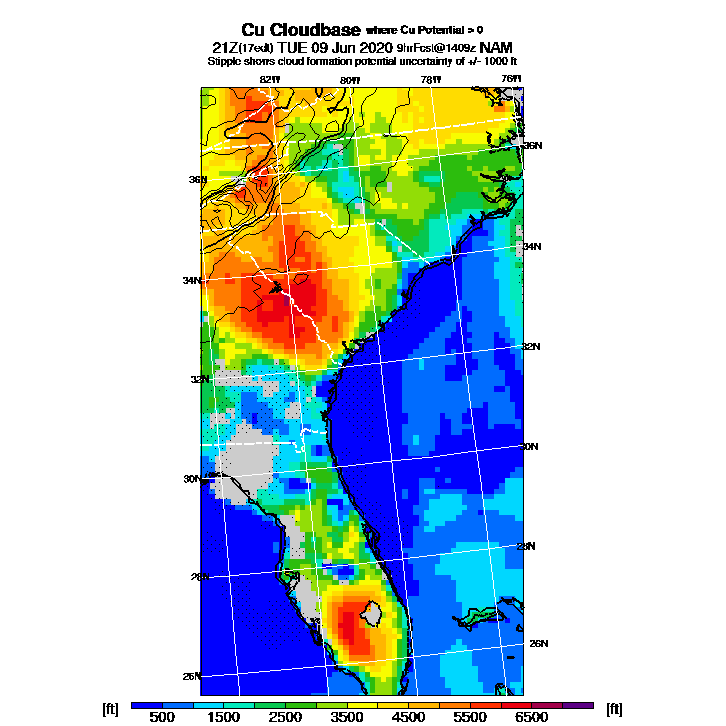 Cu Cloudbase where Cu Potential > 0
21Z(17edt) TUE 09 Jun 2020 9hrFcst@1409z NAM
Stipple shows cloud formation potential uncertainty of +/- 1000 ft
82W 80W 78W 76W
36N
36N
34N
34N
32N
32N
30N
30N
28N
28N
26N
26N
[ft] 500 1500 2500 3500 4500 5500 6500 [ft]